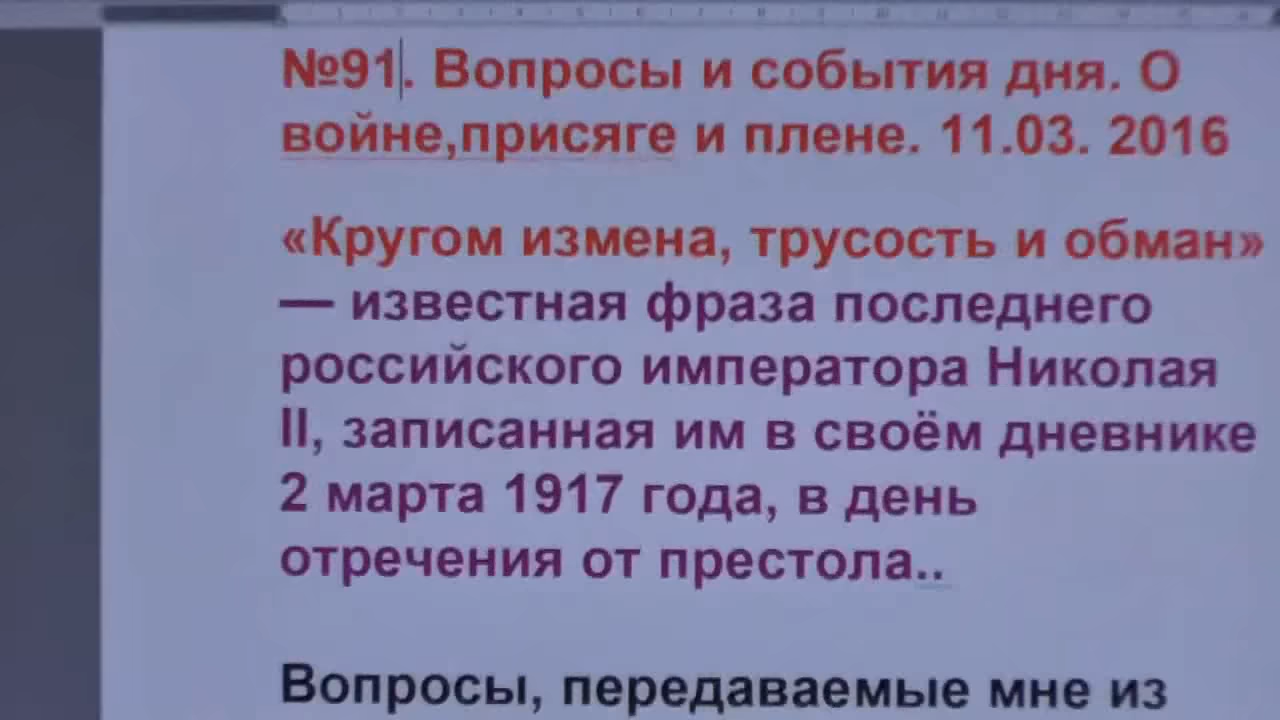 №91. Вопросы и события дня. О
войне,присяге и плене. 11.03. 2016
«Кругом измена, трусость и обман»
— известная фраза последнего
российского императора Николая
II, записанная им в своём дневнике
2 марта 1917 года, в день
отречения от престола..
Вопросы, передаваемые мне из